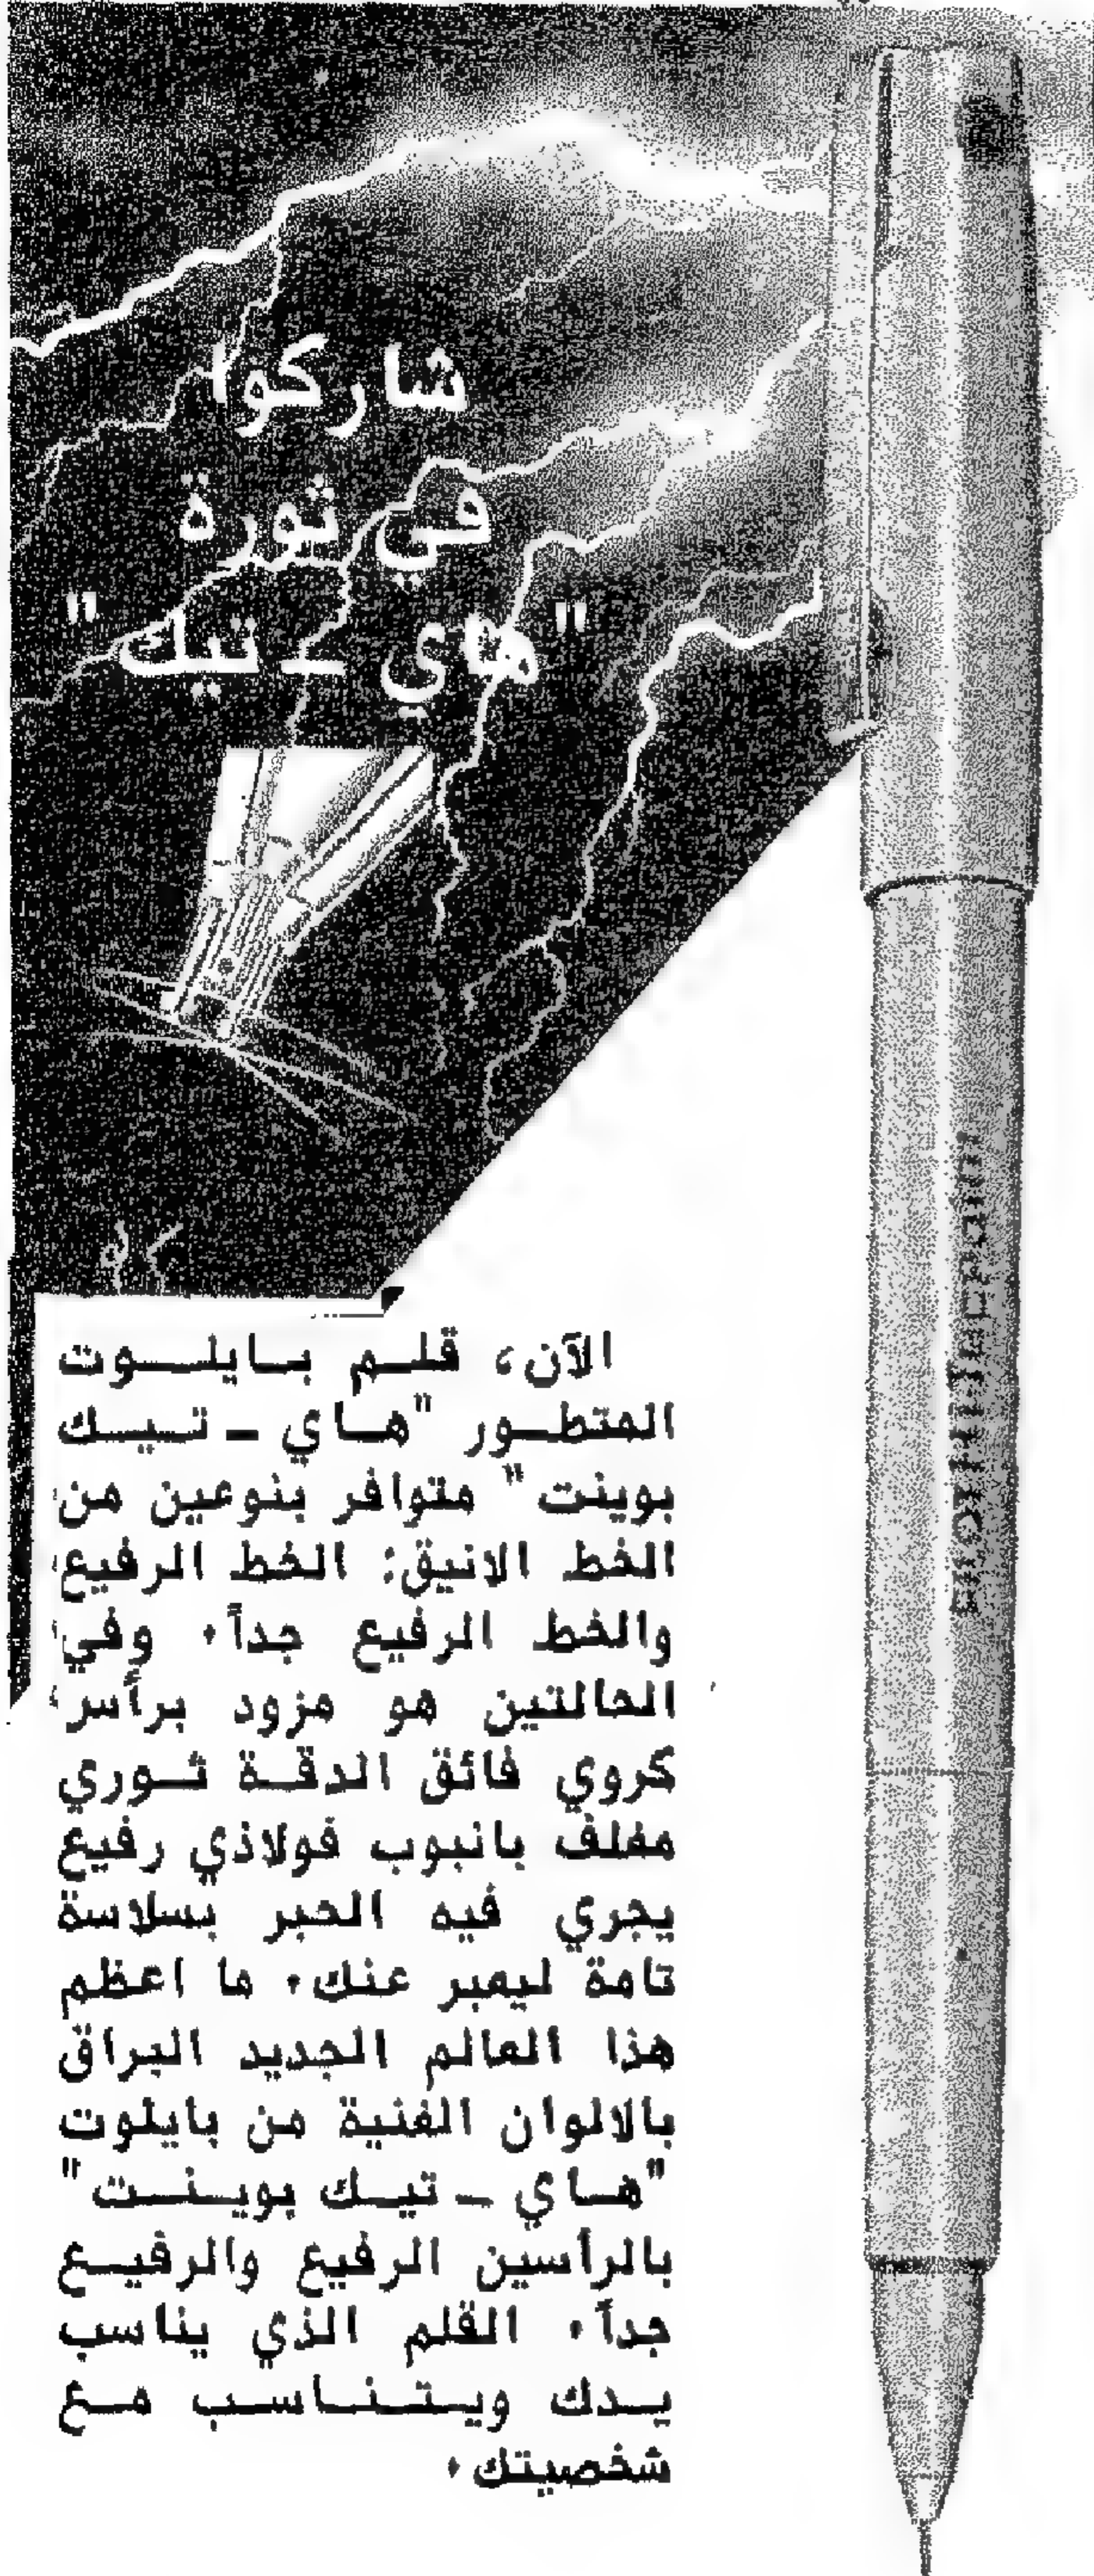 شاركوا
في ثورة
"هاي ـ تيك"
الآن، قلم بايلوت
المتطور "هاي ـ تيك
بوينت" متوافر بنوعين من
الخط الانيق: الخط الرفيع
والخط الرفيع جداً. وفي
الحالتين هو مزود برأس
كروي فائق الدقة ثوري
مغلف بانبوب فولاذي رفيع
يجري فيه الحبر بسلاسة
تامة ليعبر عنك. ما اعظم
هذا العالم الجديد البراق
بالالوان الغنية من بايلوت
"هاي ـ تيك بوينت"
بالرأسين الرفيع والرفيع
جداً. القلم الذي يناسب
يدك ويتناسب مع
شخصيتك.